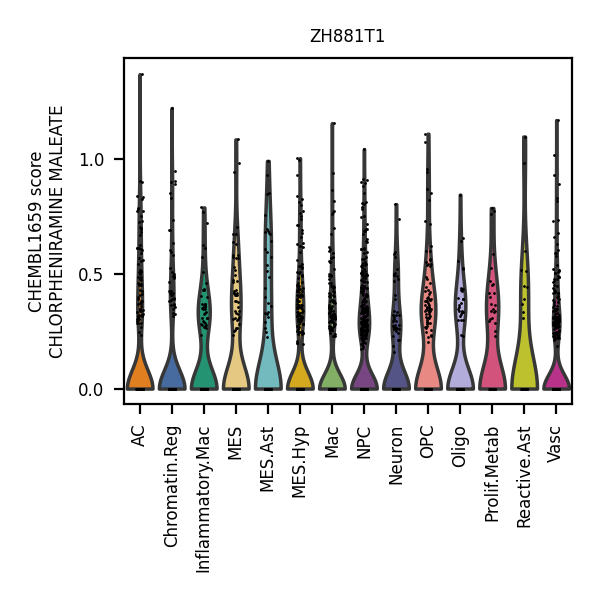 ZH881T1
CHEMBL1659 score
CHLORPHENIRAMINE MALEATE
1.0
0.5
0.0
AC
Chromatin.Reg
Inflammatory.Mac
MES
MES.Ast
MES.Hyp
Mac
NPC
Neuron
OPC
Oligo
Prolif.Metab
Reactive.Ast
Vasc